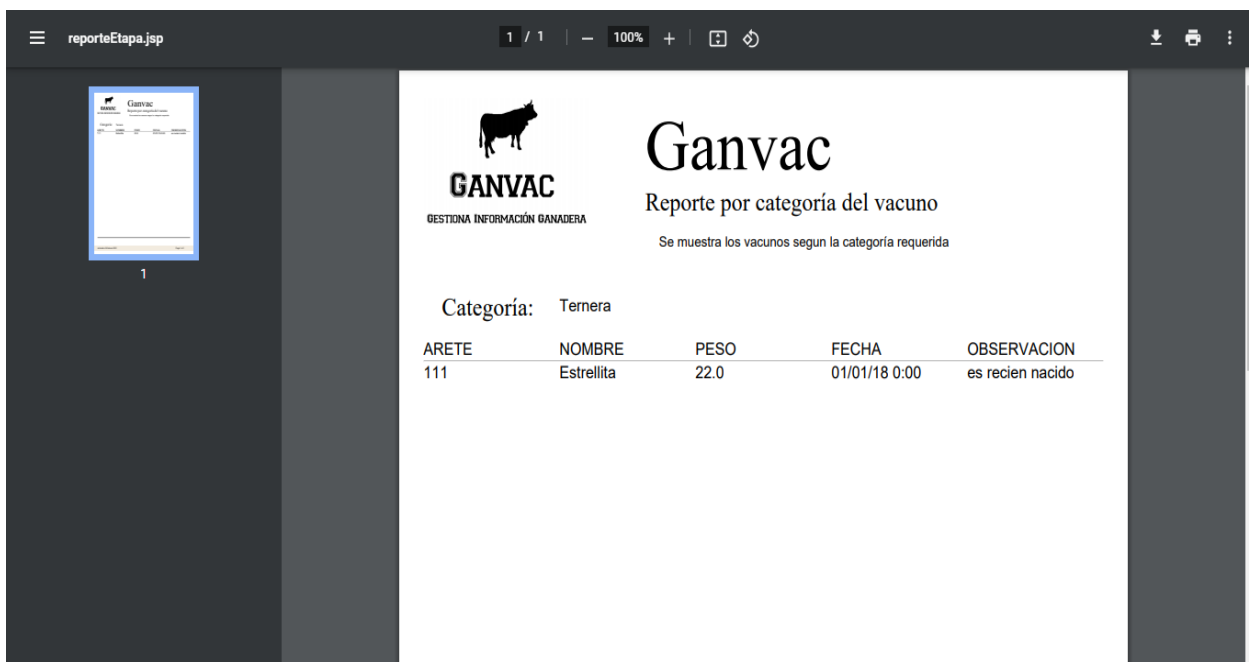 reporteEtapa.jsp
1 / 1
100%
1
GANVAC
GESTIONA INFORMACIÓN GANADERA
Ganvac
Reporte por categoría del vacuno
Se muestra los vacunos segun la categoría requerida
Categoría: Ternera
ARETE NOMBRE PESO FECHA OBSERVACION
111 Estrellita 22.0 01/01/18 0:00 es recien nacido